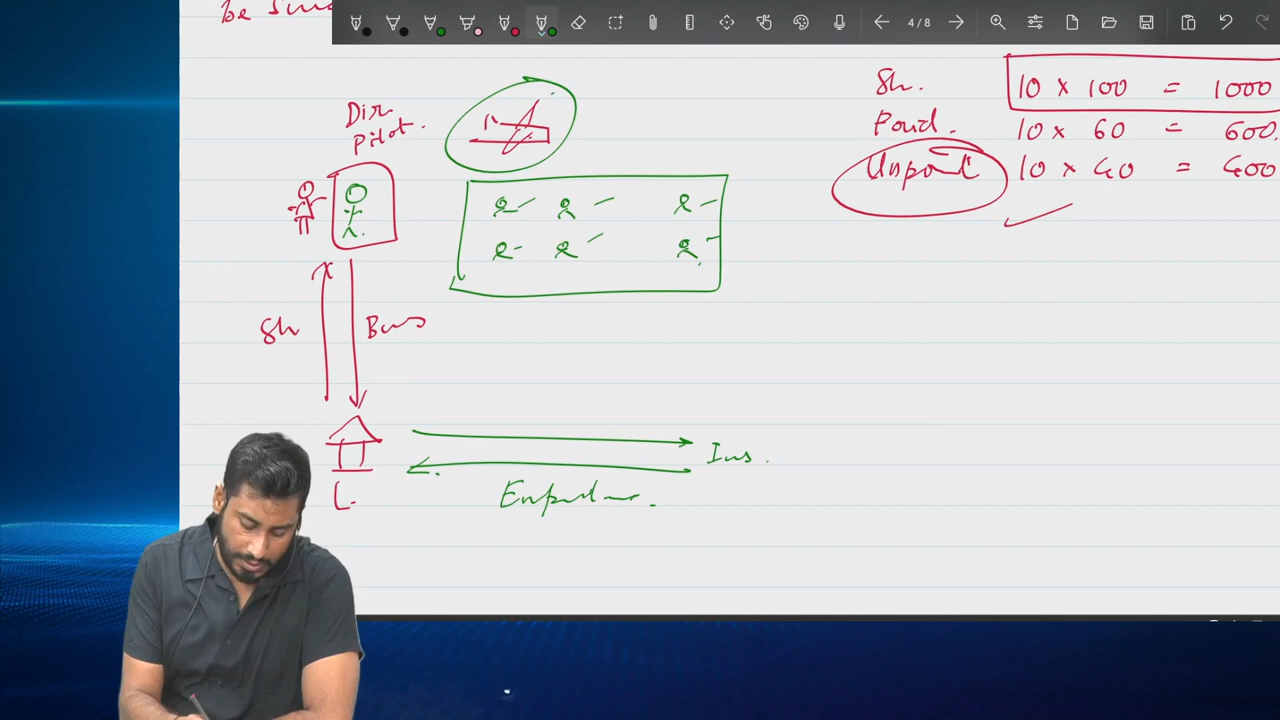 be
4/8
Sh. 10 x 100 = 1000
Paid. 10 x 60 = 600.
Unpaid 10 x 40 = 400
Dir
Pilot.
Sh
Bus
Ins.
L.